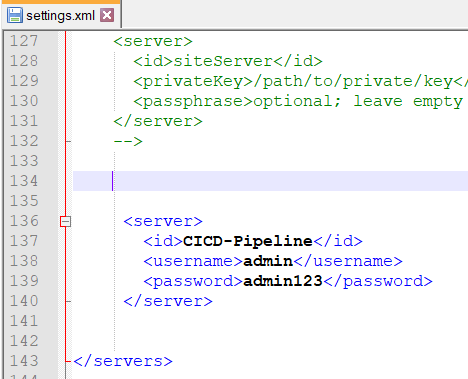 settings.xml
127 <server>
128 <id>siteServer</id>
129 <privateKey>/path/to/private/key</
130 <passphrase>optional; leave empty
131 </server>
132 -->
133
134
135
136 <server>
137 <id>CICD-Pipeline</id>
138 <username>admin</username>
139 <password>admin123</password>
140 </server>
141
142
143 </servers>